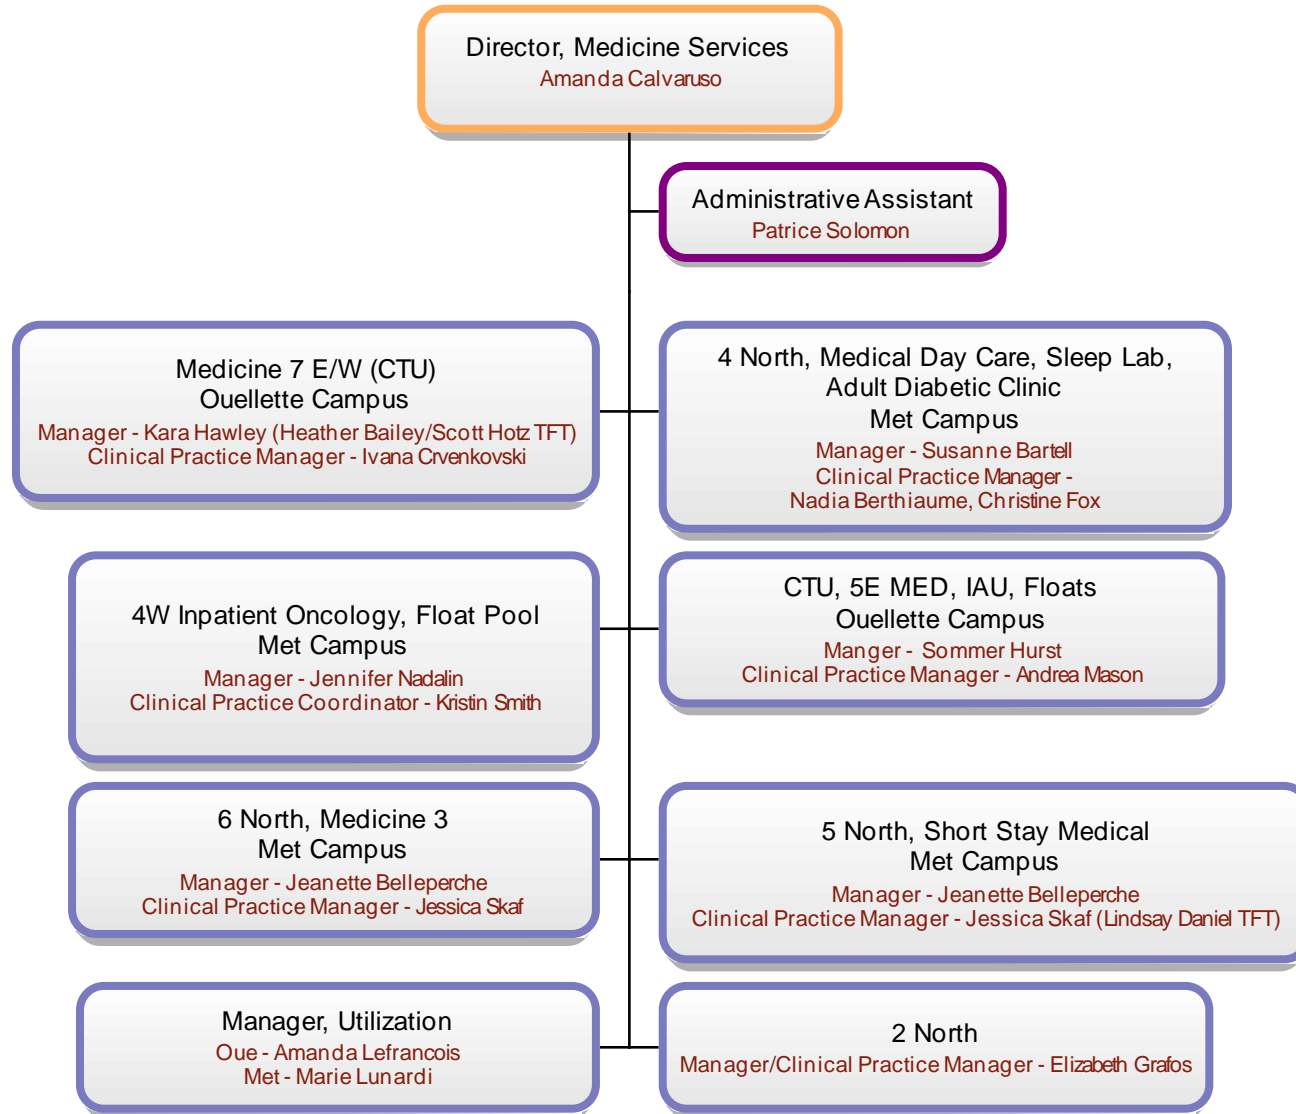 Director, Medicine Services
Amanda Calvaruso
Administrative Assistant
Patrice Solomon
Medicine 7 E/W (CTU)
Ouellette Campus
Manager - Kara Hawley (Heather Bailey/Scott Hotz TFT)
Clinical Practice Manager - Ivana Crvenkovski
4 North, Medical Day Care, Sleep Lab,
Adult Diabetic Clinic
Met Campus
Manager - Susanne Bartell
Clinical Practice Manager -
Nadia Berthiaume, Christine Fox
4W Inpatient Oncology, Float Pool
Met Campus
Manager - Jennifer Nadalin
Clinical Practice Coordinator - Kristin Smith
CTU, 5E MED, IAU, Floats
Ouellette Campus
Manger - Sommer Hurst
Clinical Practice Manager - Andrea Mason
6 North, Medicine 3
Met Campus
Manager - Jeanette Belleperche
Clinical Practice Manager - Jessica Skaf
5 North, Short Stay Medical
Met Campus
Manager - Jeanette Belleperche
Clinical Practice Manager - Jessica Skaf (Lindsay Daniel TFT)
Manager, Utilization
Oue - Amanda Lefrancois
Met - Marie Lunardi
2 North
Manager/Clinical Practice Manager - Elizabeth Grafos